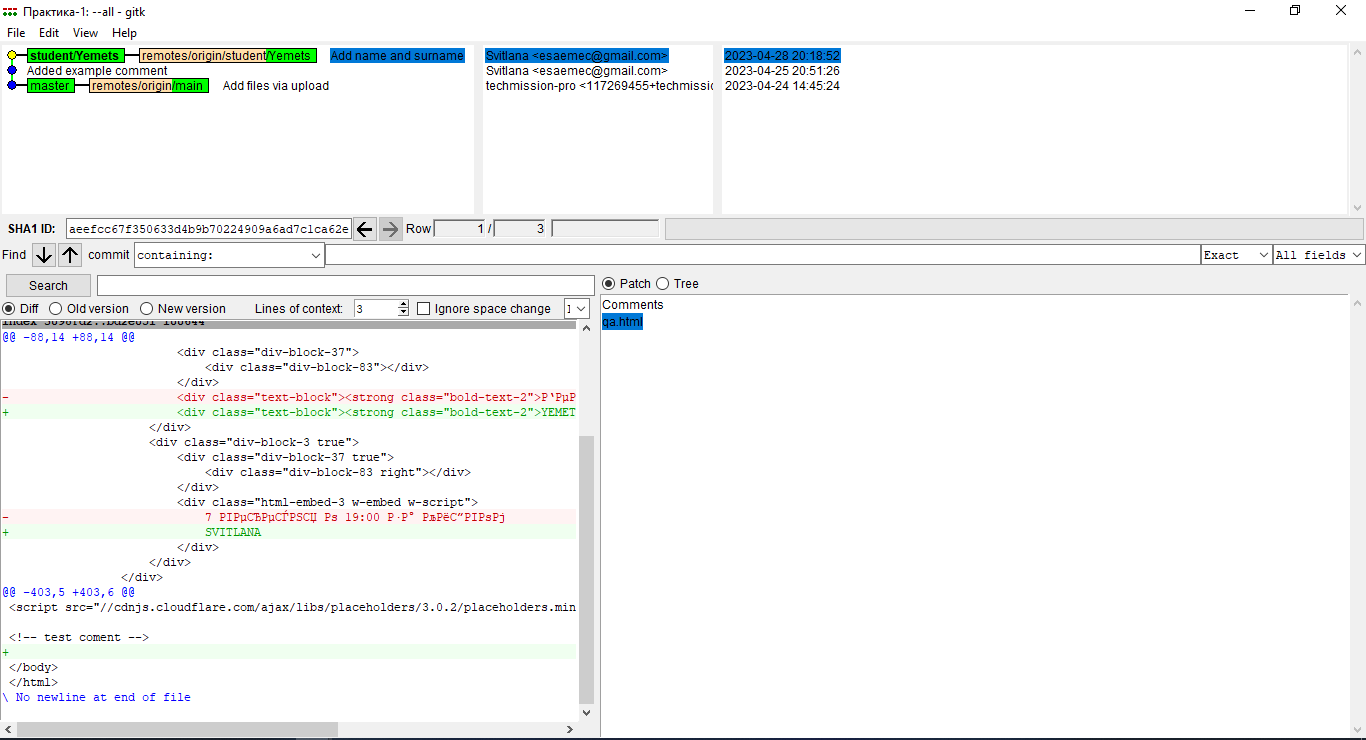 Практика-1: --all - gitk
File Edit View Help
student/Yemets remotes/origin/student/Yemets Add name and surname Svitlana <esaemec@gmail.com> 2023-04-28 20:18:52
Added example comment Svitlana <esaemec@gmail.com> 2023-04-25 20:51:26
master remotes/origin/main Add files via upload techmission-pro <117269455+techmissic 2023-04-24 14:45:24
SHA1 ID: aeefcc67f350633d4b9b70224909a6ad7c1ca62e Row 1 / 3
Find commit containing: Exact All fields
Search Patch Tree
Diff Old version New version Lines of context: 3 Ignore space change
Comments
qa.html
@@ -88,14 +88,14 @@
<div class="div-block-37">
<div class="div-block-83"></div>
</div>
- <div class="text-block"><strong class="bold-text-2">Р'РµР
+ <div class="text-block"><strong class="bold-text-2">YEMET
</div>
<div class="div-block-3 true">
<div class="div-block-37 true">
<div class="div-block-83 right"></div>
</div>
<div class="html-embed-3 w-embed w-script">
- 7 РІРµСЂРµСЃРЅСЏ Рѕ 19:00 Р·Р° РљРёС”РІРѕРј
+ SVITLANA
</div>
</div>
</div>
@@ -403,5 +403,6 @@
<script src="//cdnjs.cloudflare.com/ajax/libs/placeholders/3.0.2/placeholders.min
<!-- test coment -->
+
</body>
</html>
\ No newline at end of file